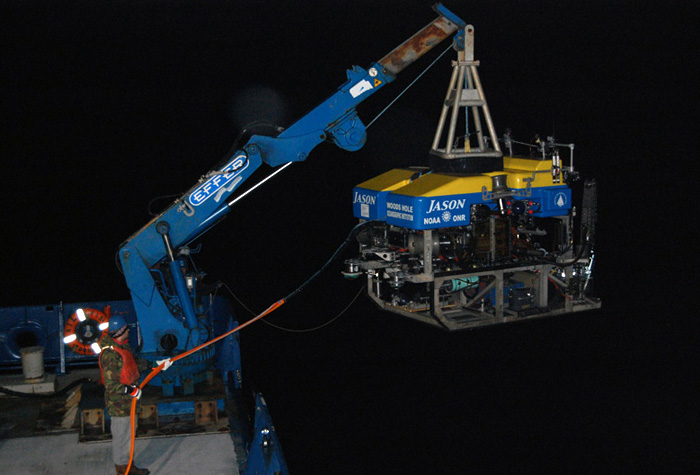 EFFER
JASON
WOODS HOLE
OCEANOGRAPHIC INSTITUTION
JASON
NOAA ONR